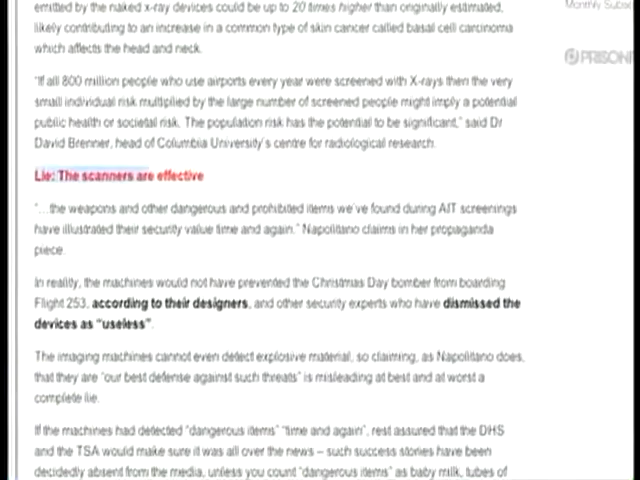 emitted by the naked x-ray devices could be up to 20 times higher than originally estimated,
likely contributing to an increase in a common type of skin cancer called basal cell carcinoma
which affects the head and neck.
"If all 800 million people who use airports every year were screened with X-rays then the very
small individual risk multiplied by the large number of screened people might imply a potential
public health or societal risk. The population risk has the potential to be significant," said Dr
David Brenner, head of Columbia University's centre for radiological research.
Lie: The scanners are effective
"…the weapons and other dangerous and prohibited items we've found during AIT screenings
have illustrated their security value time and again." Napolitano claims in her propaganda
piece.
In reality, the machines would not have prevented the Christmas Day bomber from boarding
Flight 253, according to their designers, and other security experts who have dismissed the
devices as "useless".
The imaging machines cannot even detect explosive material, so claiming, as Napolitano does,
that they are "our best defense against such threats" is misleading at best and at worst a
complete lie.
If the machines had detected "dangerous items" "time and again", rest assured that the DHS
and the TSA would make sure it was all over the news – such success stories have been
decidedly absent from the media, unless you count "dangerous items" as baby milk, tubes of
Monthly Subsc
PRISON